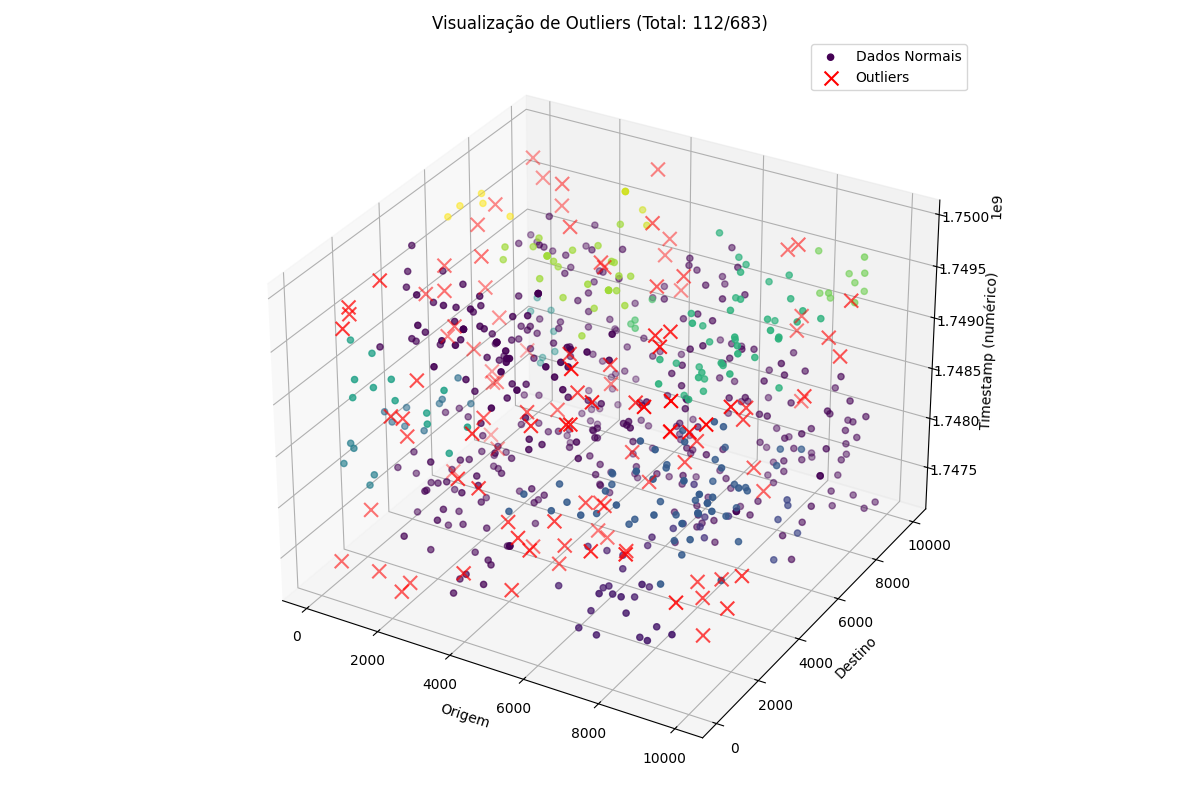 Visualização de Outliers (Total: 112/683)
Dados Normais
Outliers
1e9
1.7500
1.7495
1.7490
1.7485
1.7480
1.7475
Timestamp (numérico)
10000
8000
6000
4000
2000
0
Destino
0
2000
4000
6000
8000
10000
Origem